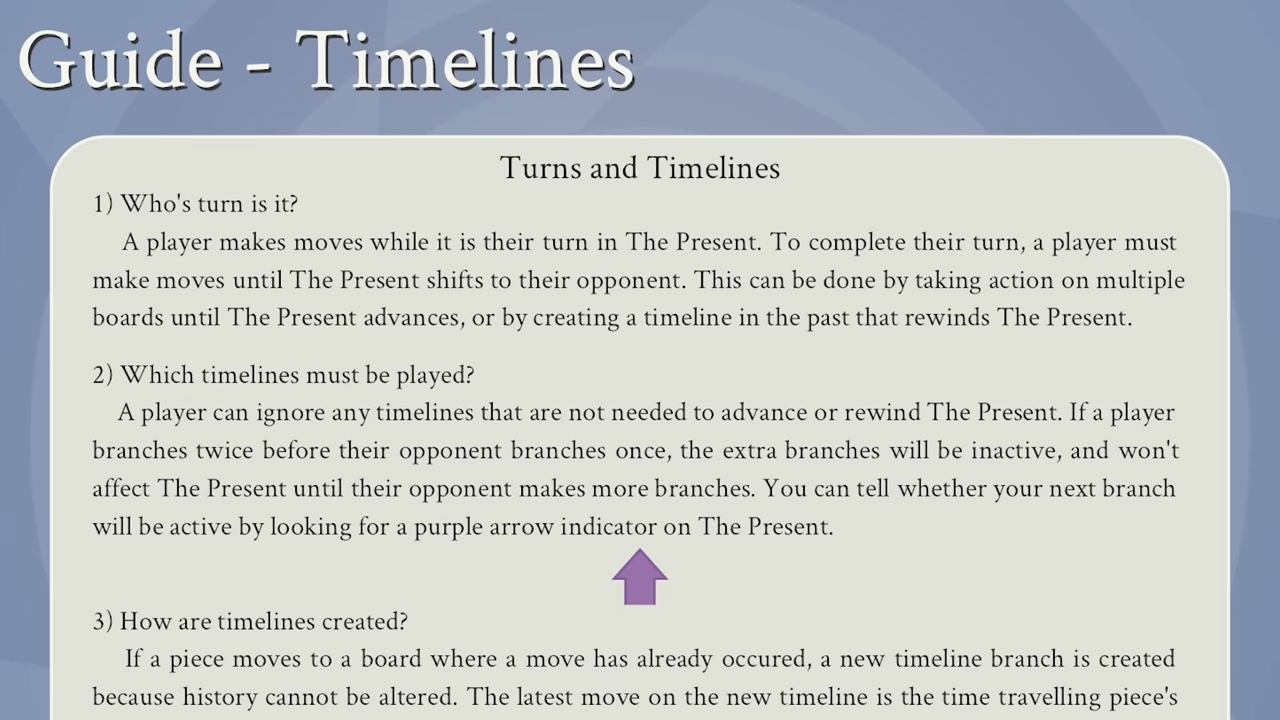 Guide - Timelines
Turns and Timelines
1) Who's turn is it?
A player makes moves while it is their turn in The Present. To complete their turn, a player must
make moves until The Present shifts to their opponent. This can be done by taking action on multiple
boards until The Present advances, or by creating a timeline in the past that rewinds The Present.
2) Which timelines must be played?
A player can ignore any timelines that are not needed to advance or rewind The Present. If a player
branches twice before their opponent branches once, the extra branches will be inactive, and won't
affect The Present until their opponent makes more branches. You can tell whether your next branch
will be active by looking for a purple arrow indicator on The Present.
3) How are timelines created?
If a piece moves to a board where a move has already occured, a new timeline branch is created
because history cannot be altered. The latest move on the new timeline is the time travelling piece's